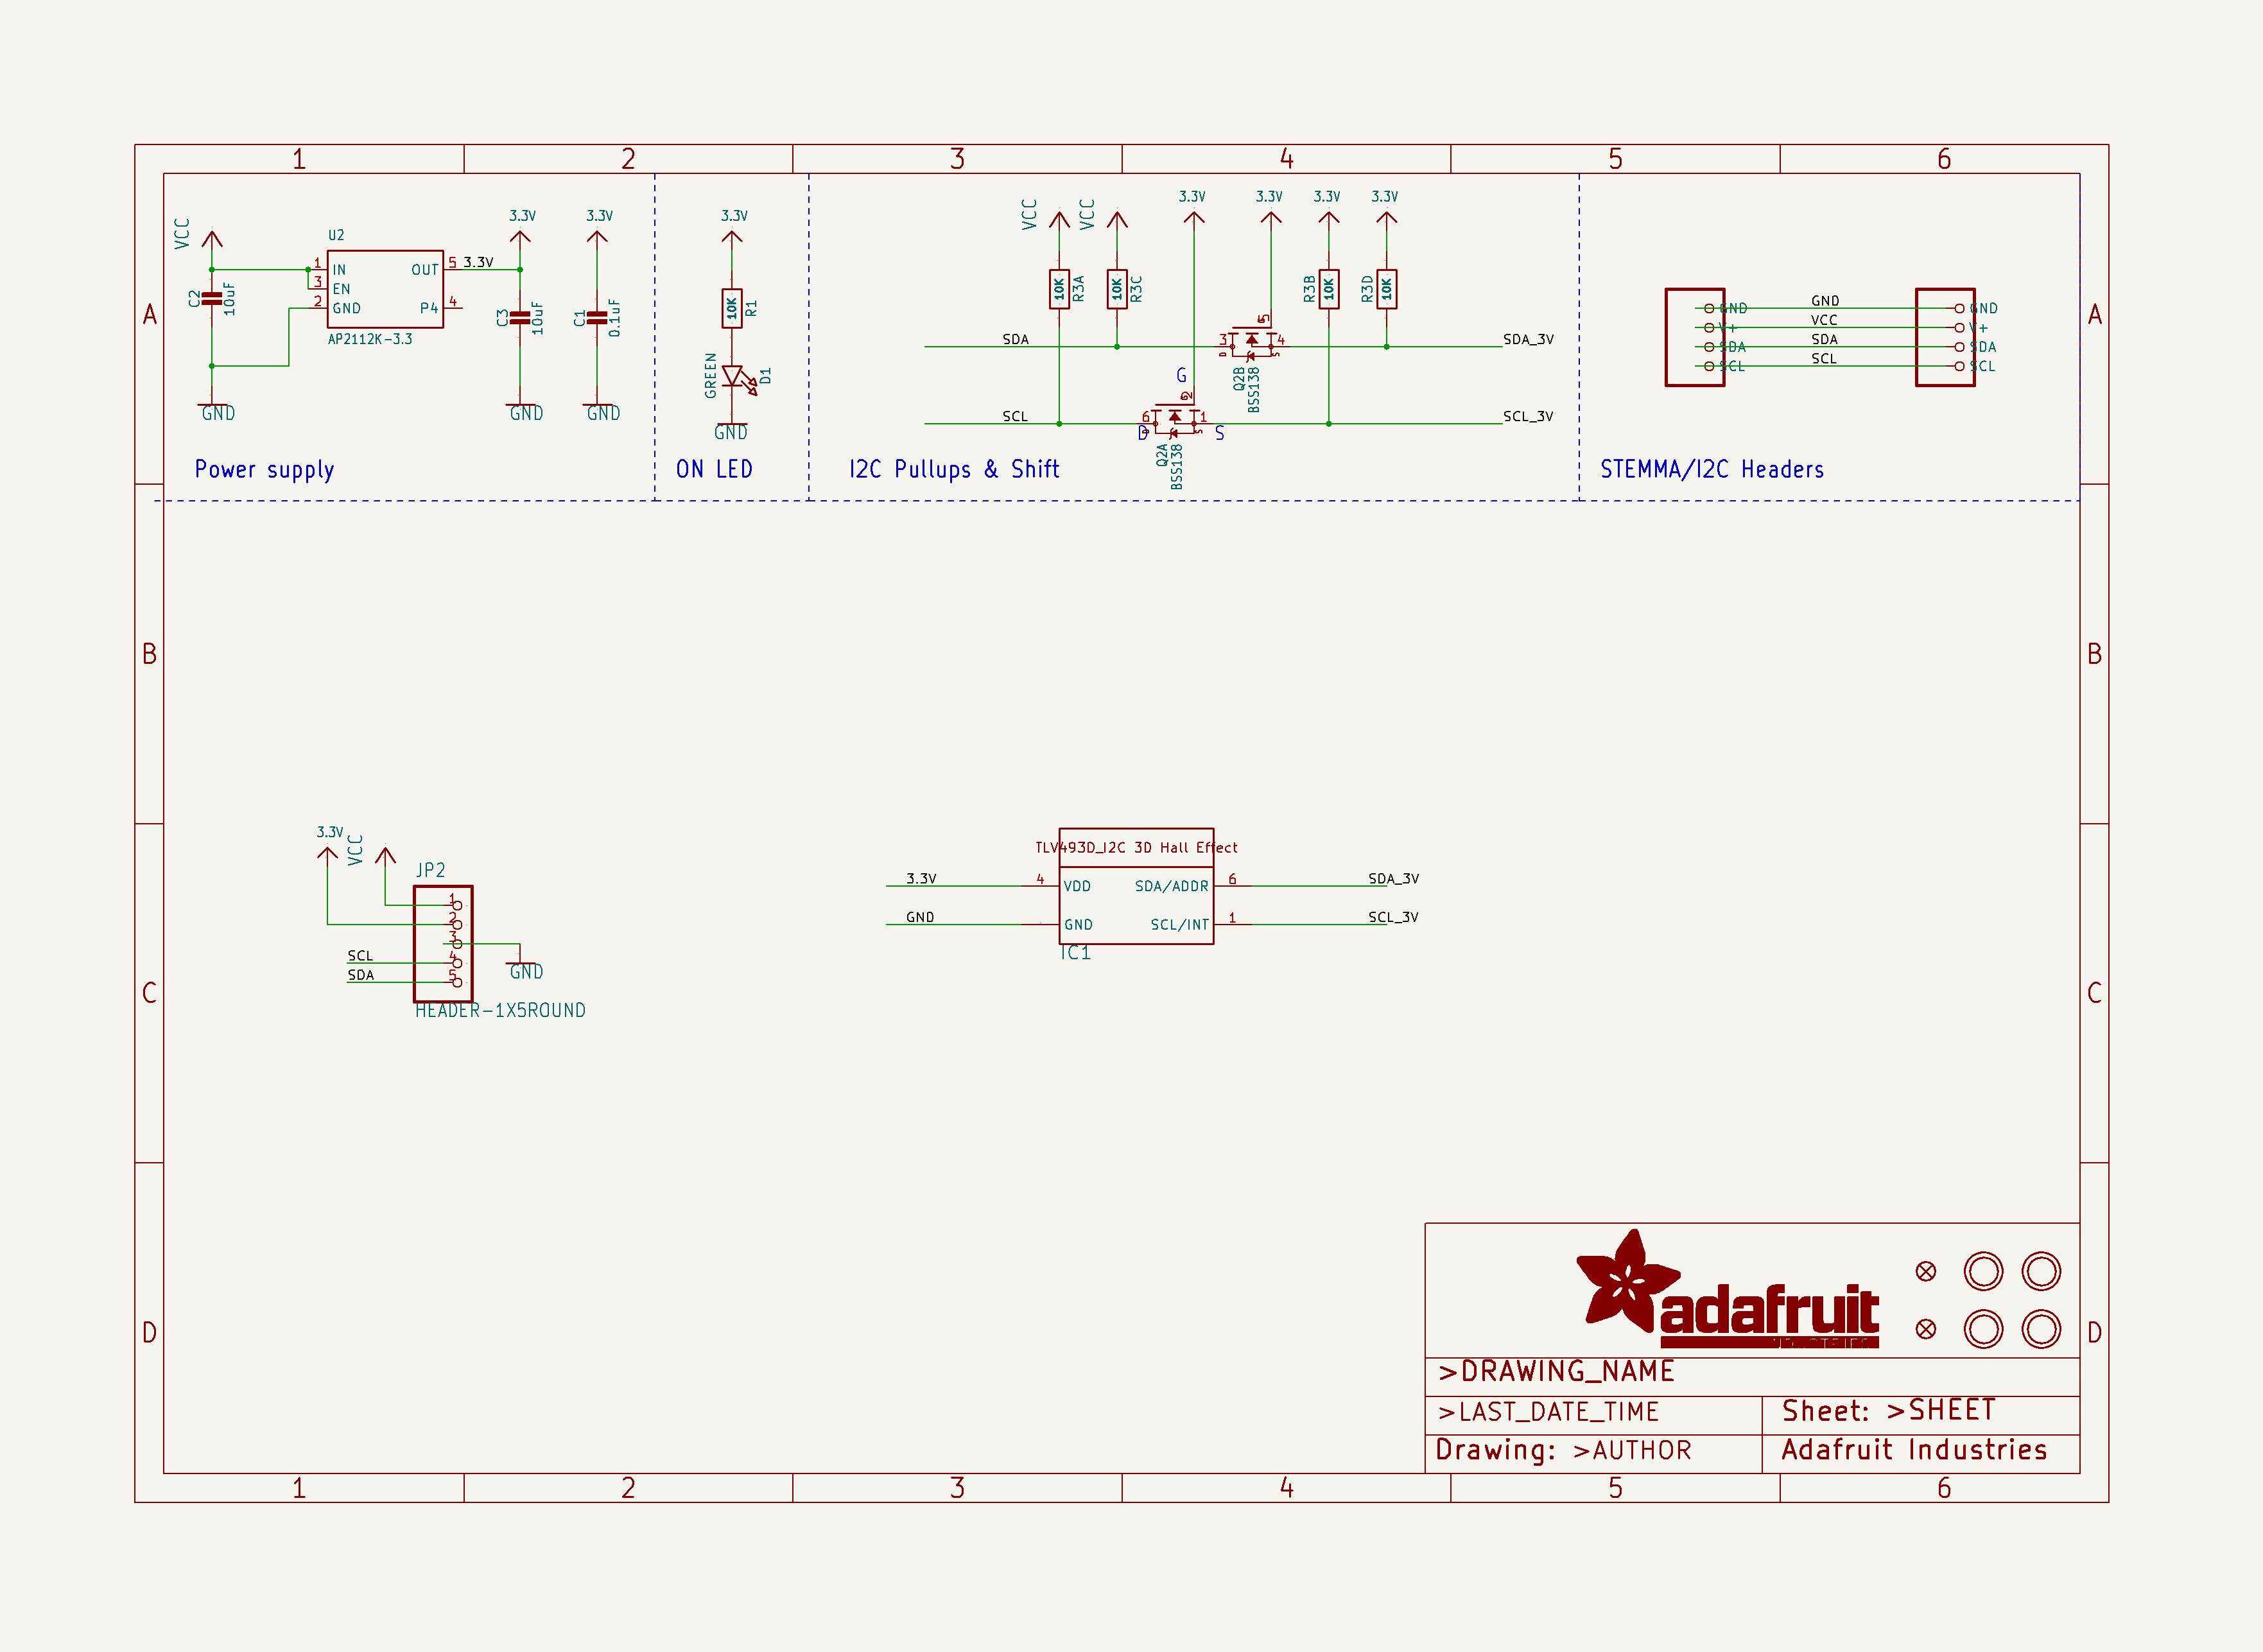 1 2 3 4 5 6
A A
B B
C C
D D
1 2 3 4 5 6
VCC
C2
10uF
GND
U2
1 IN
3 EN
2 GND
OUT 5
P4 4
AP2112K-3.3
3.3V
3.3V
C3
10uF
GND
3.3V
C1
0.1uF
GND
Power supply
3.3V
10K
R1
GREEN
D1
GND
ON LED
VCC
VCC
3.3V
3.3V
3.3V
3.3V
10K
R3A
10K
R3C
R3B
10K
R3D
10K
SDA
3
D
5
G
4
S
SDA_3V
Q2B
BSS138
G
2
G
SCL
6
D
D
1
S
S
SCL_3V
Q2A
BSS138
I2C Pullups & Shift
GND GND GND
V+ VCC V+
SDA SDA SDA
SCL SCL SCL
STEMMA/I2C Headers
3.3V
VCC
JP2
1
2
3
SCL 4
SDA 5
GND
HEADER-1X5ROUND
TLV493D_I2C 3D Hall Effect
3.3V 4 VDD SDA/ADDR 6 SDA_3V
GND GND SCL/INT 1 SCL_3V
IC1
adafruit
>DRAWING_NAME
>LAST_DATE_TIME
Sheet: >SHEET
Drawing: >AUTHOR
Adafruit Industries